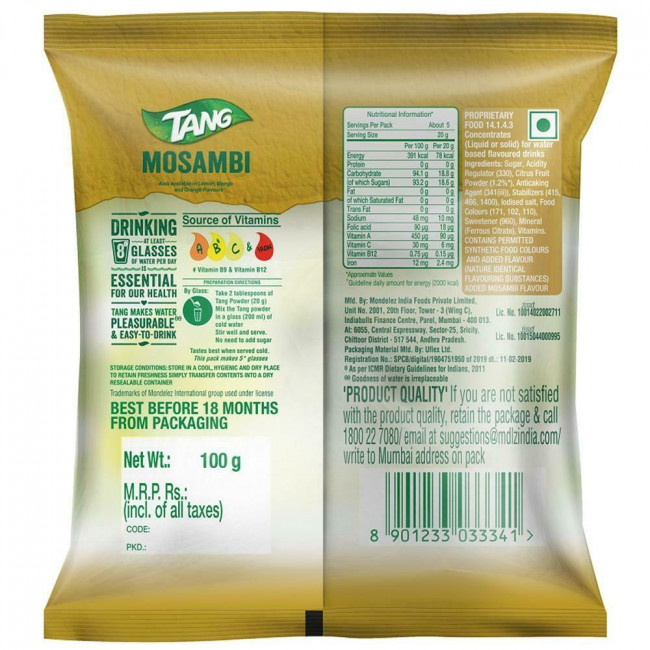 TANG
MOSAMBI
Also available in Lemon, Mango
and Orange Flavours
DRINKING
AT LEAST
8 GLASSES
OF WATER PER DAY
IS
ESSENTIAL
FOR OUR HEALTH
TANG MAKES WATER
PLEASURABLE@@
& EASY-TO-DRINK
Source of Vitamins
A B# C & IRON
# Vitamin B9 & Vitamin B12
PREPARATION DIRECTIONS
By Glass: Take 2 tablespoons of
Tang Powder (20 g)
Mix the Tang powder
in a glass (200 ml) of
cold water
Stir well and serve.
No need to add sugar
Tastes best when served cold.
This pack makes 5* glasses
STORAGE CONDITIONS: STORE IN A COOL, HYGIENIC AND DRY PLACE
TO RETAIN FRESHNESS SIMPLY TRANSFER CONTENTS INTO A DRY
RESEALABLE CONTAINER
Trademarks of Mondelez International group used under license
BEST BEFORE 18 MONTHS
FROM PACKAGING
Net Wt.: 100 g
M.R.P. Rs.:
(incl. of all taxes)
CODE:
PKD.:
Nutritional Information*
Servings Per Pack About 5
Serving Size 20 g
Per 100 g Per 20 g
Energy 391 kcal 78 kcal
Protein 0 g 0 g
Carbohydrate 94.1 g 18.8 g
(of which Sugars) 93.2 g 18.6 g
Fat 0 g 0 g
of which Saturated Fat 0 g 0 g
Trans Fat 0 g 0 g
Sodium 48 mg 10 mg
Folic acid 90 µg 18 µg
Vitamin A 450 µg 90 µg
Vitamin C 30 mg 6 mg
Vitamin B12 0.75 µg 0.15 µg
Iron 12 mg 2.4 mg
*Approximate Values
Guideline daily amount for energy (2000 kcal)
PROPRIETARY
FOOD 14.1.4.3
Concentrates
(Liquid or solid) for water
based flavoured drinks
Ingredients: Sugar, Acidity
Regulator (330), Citrus Fruit
Powder (1.2%*), Anticaking
Agent (341(iii)), Stabilizers (415,
466, 1400), Iodised salt, Food
Colours (171, 102, 110),
Sweetener (960), Mineral
(Ferrous Citrate), Vitamins.
CONTAINS PERMITTED
SYNTHETIC FOOD COLOURS
AND ADDED FLAVOUR
(NATURE IDENTICAL
FLAVOURING SUBSTANCES)
ADDED MOSAMBI FLAVOUR
Mfd. By: Mondelez India Foods Private Limited,
Unit No. 2001, 20th Floor, Tower - 3 (Wing C),
Indiabulls Finance Centre, Parel, Mumbai - 400 013.
At: 6055, Central Expressway, Sector-25, Sricity,
Chittoor District - 517 544, Andhra Pradesh.
Packaging Material Mfg. By: Uflex Ltd.
Registration No.: SPCB/digital/1904751950 of 2019 dt.: 11-02-2019
# As per ICMR Dietary Guidelines for Indians, 2011
@@ Goodness of water is irreplaceable
fssai
Lic. No. 10014022002711
fssai
Lic. No. 10015044000995
'PRODUCT QUALITY' If you are not satisfied
with the product quality, retain the package & call
1800 22 7080/ email at suggestions@mdlzindia.com/
write to Mumbai address on pack
8 901233 033341 >